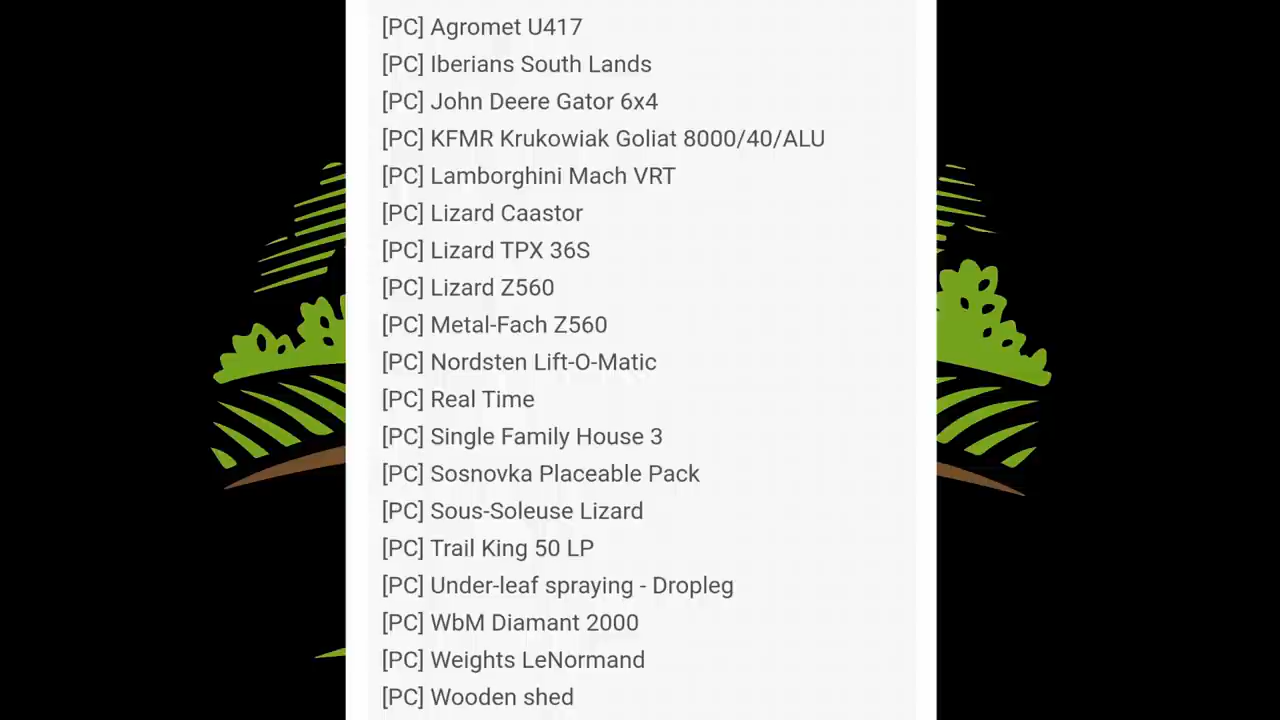 [PC] Agromet U417
[PC] Iberians South Lands
[PC] John Deere Gator 6x4
[PC] KFMR Krukowiak Goliat 8000/40/ALU
[PC] Lamborghini Mach VRT
[PC] Lizard Caastor
[PC] Lizard TPX 36S
[PC] Lizard Z560
[PC] Metal-Fach Z560
[PC] Nordsten Lift-O-Matic
[PC] Real Time
[PC] Single Family House 3
[PC] Sosnovka Placeable Pack
[PC] Sous-Soleuse Lizard
[PC] Trail King 50 LP
[PC] Under-leaf spraying - Dropleg
[PC] WbM Diamant 2000
[PC] Weights LeNormand
[PC] Wooden shed